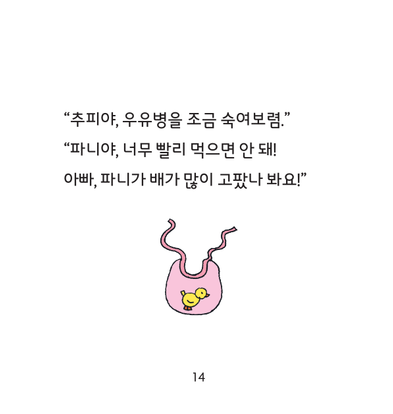 “추피야, 우유병을 조금 숙여보렴.”
“파니야, 너무 빨리 먹으면 안 돼!
아빠, 파니가 배가 많이 고팠나 봐요!”
14